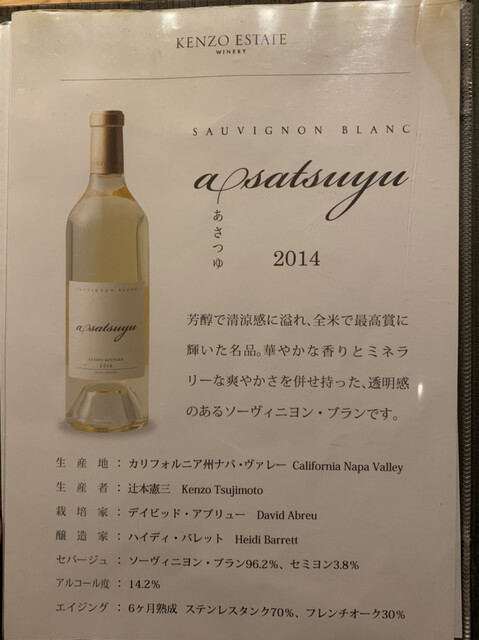 KENZO ESTATE
WINERY
SAUVIGNON BLANC
asatsuyu
あさつゆ
2014
芳醇で清涼感に溢れ、全米で最高賞に
輝いた名品。華やかな香りとミネラ
リーな爽やかさを併せ持った、透明感
のあるソーヴィニヨン・ブランです。
SAUVIGNON BLANC
asatsuyu
ESTATE BOTTLED
2014
生産地 : カリフォルニア州ナパ・ヴァレー California Napa Valley
生産者 : 辻本憲三 Kenzo Tsujimoto
栽培家 : デイビッド・アブリュー David Abreu
醸造家 : ハイディ・バレット Heidi Barrett
セパージュ : ソーヴィニヨン・ブラン96.2%、セミヨン3.8%
アルコール度 : 14.2%
エイジング : 6ヶ月熟成 ステンレスタンク70%、フレンチオーク30%